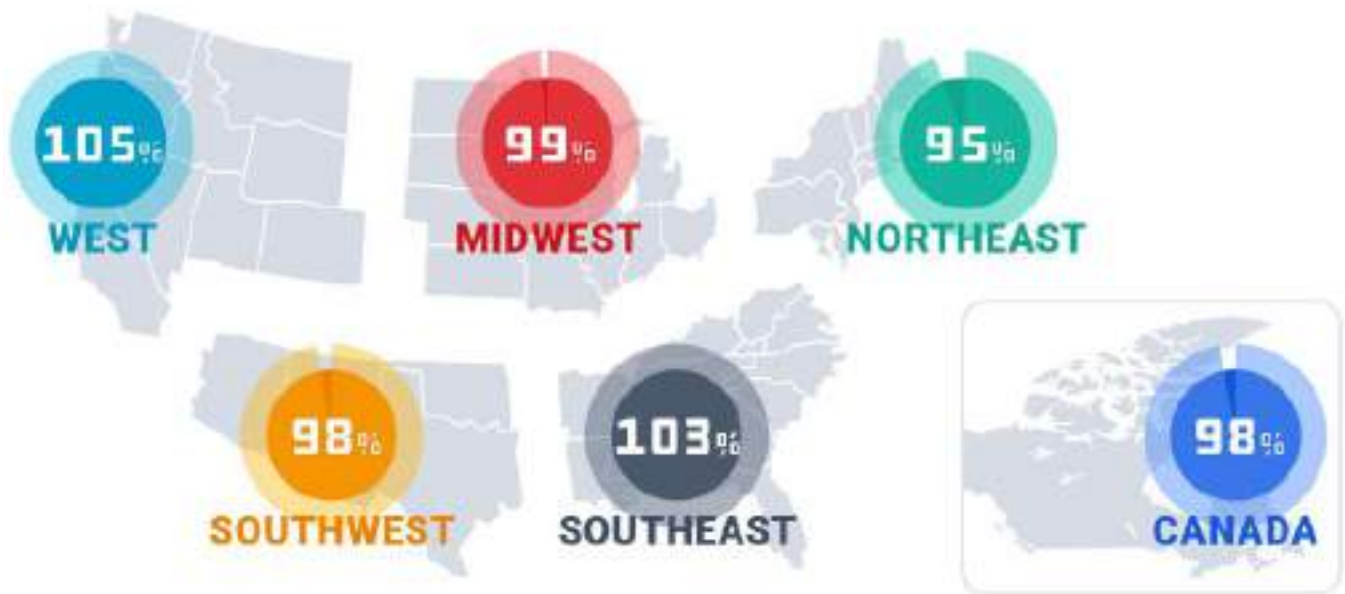 105%
WEST
99%
MIDWEST
95%
NORTHEAST
98%
SOUTHWEST
103%
SOUTHEAST
98%
CANADA